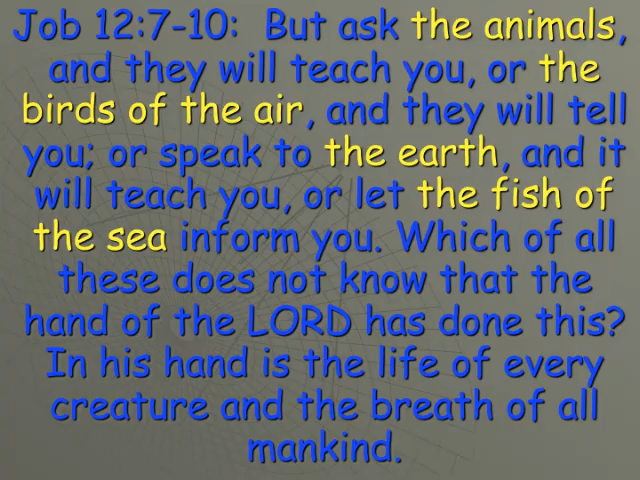 Job 12:7-10:  But ask the animals,
and they will teach you, or the
birds of the air, and they will tell
you; or speak to the earth, and it
will teach you, or let the fish of
the sea inform you. Which of all
these does not know that the
hand of the LORD has done this?
In his hand is the life of every
creature and the breath of all
mankind.